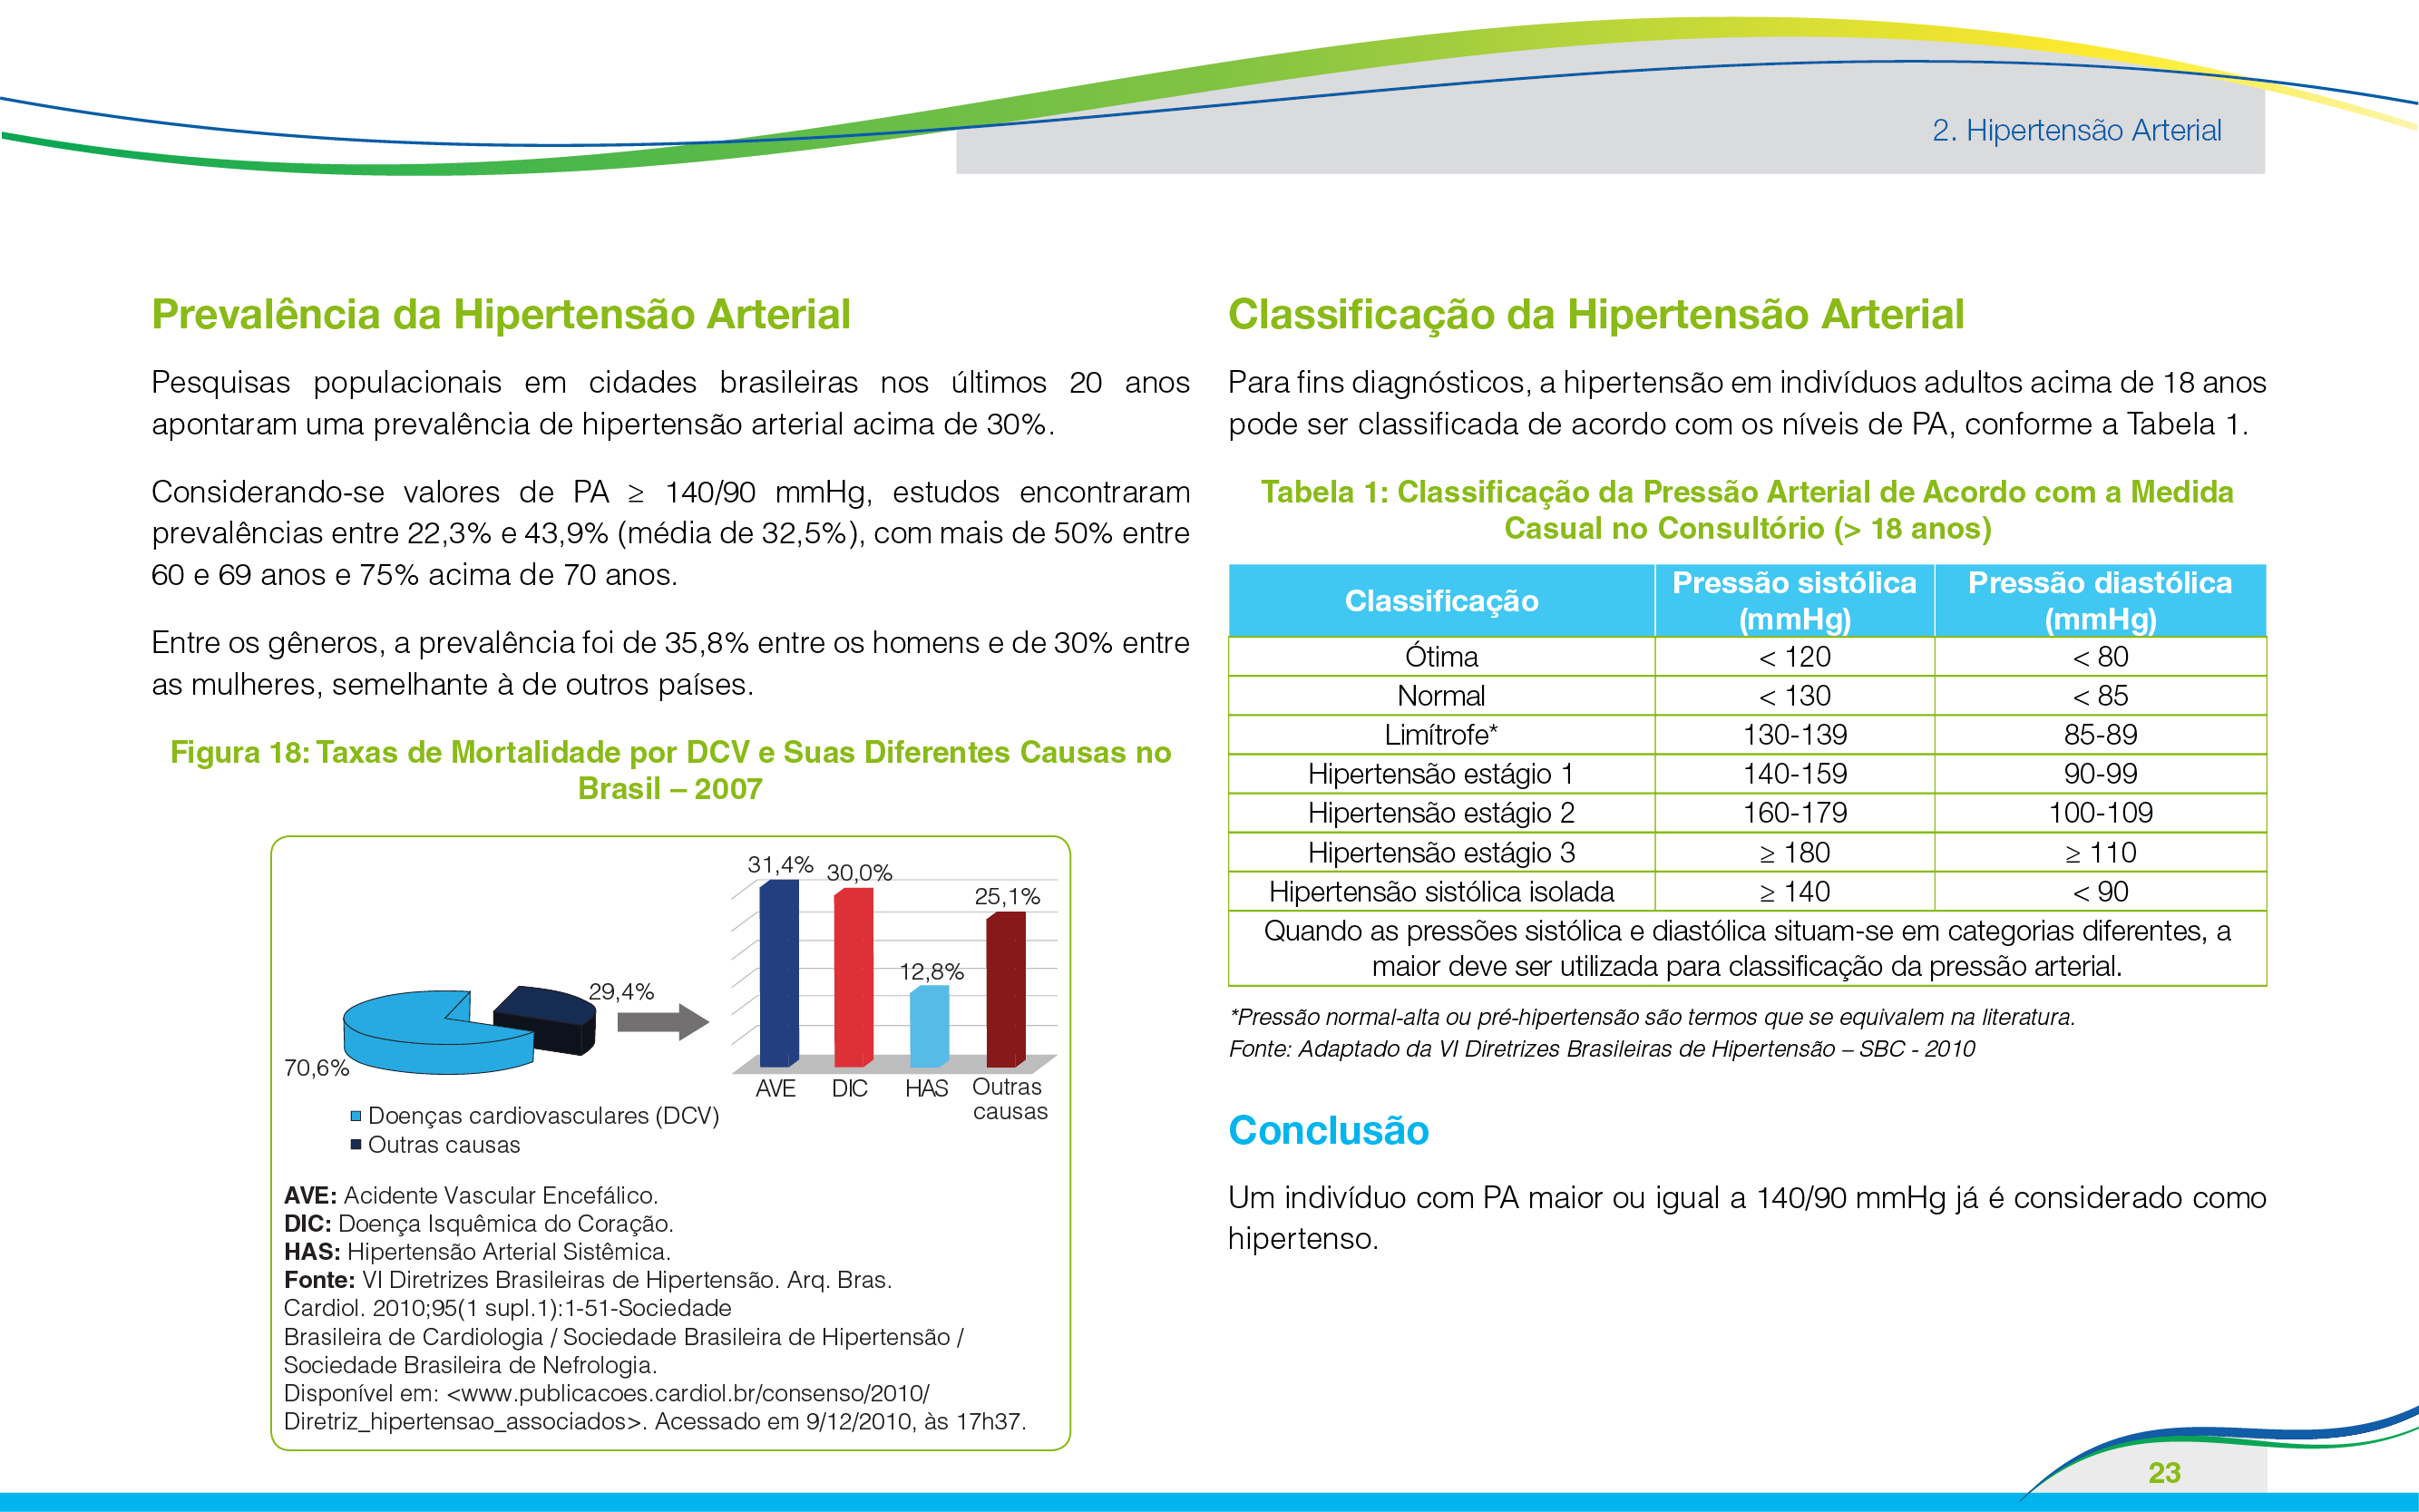 2. Hipertensão Arterial
Prevalência da Hipertensão Arterial
Pesquisas populacionais em cidades brasileiras nos últimos 20 anos
apontaram uma prevalência de hipertensão arterial acima de 30%.
Considerando-se valores de PA ≥ 140/90 mmHg, estudos encontraram
prevalências entre 22,3% e 43,9% (média de 32,5%), com mais de 50% entre
60 e 69 anos e 75% acima de 70 anos.
Entre os gêneros, a prevalência foi de 35,8% entre os homens e de 30% entre
as mulheres, semelhante à de outros países.
Figura 18: Taxas de Mortalidade por DCV e Suas Diferentes Causas no
Brasil – 2007
31,4%
30,0%
25,1%
12,8%
29,4%
70,6%
AVE DIC HAS Outras
causas
Doenças cardiovasculares (DCV)
Outras causas
AVE: Acidente Vascular Encefálico.
DIC: Doença Isquêmica do Coração.
HAS: Hipertensão Arterial Sistêmica.
Fonte: VI Diretrizes Brasileiras de Hipertensão. Arq. Bras.
Cardiol. 2010;95(1 supl.1):1-51-Sociedade
Brasileira de Cardiologia / Sociedade Brasileira de Hipertensão /
Sociedade Brasileira de Nefrologia.
Disponível em: <www.publicacoes.cardiol.br/consenso/2010/
Diretriz_hipertensao_associados>. Acessado em 9/12/2010, às 17h37.
Classificação da Hipertensão Arterial
Para fins diagnósticos, a hipertensão em indivíduos adultos acima de 18 anos
pode ser classificada de acordo com os níveis de PA, conforme a Tabela 1.
Tabela 1: Classificação da Pressão Arterial de Acordo com a Medida
Casual no Consultório (> 18 anos)
Classificação Pressão sistólica (mmHg) Pressão diastólica (mmHg)
Ótima < 120 < 80
Normal < 130 < 85
Limítrofe* 130-139 85-89
Hipertensão estágio 1 140-159 90-99
Hipertensão estágio 2 160-179 100-109
Hipertensão estágio 3 ≥ 180 ≥ 110
Hipertensão sistólica isolada ≥ 140 < 90
Quando as pressões sistólica e diastólica situam-se em categorias diferentes, a
maior deve ser utilizada para classificação da pressão arterial.
*Pressão normal-alta ou pré-hipertensão são termos que se equivalem na literatura.
Fonte: Adaptado da VI Diretrizes Brasileiras de Hipertensão – SBC - 2010
Conclusão
Um indivíduo com PA maior ou igual a 140/90 mmHg já é considerado como
hipertenso.
23